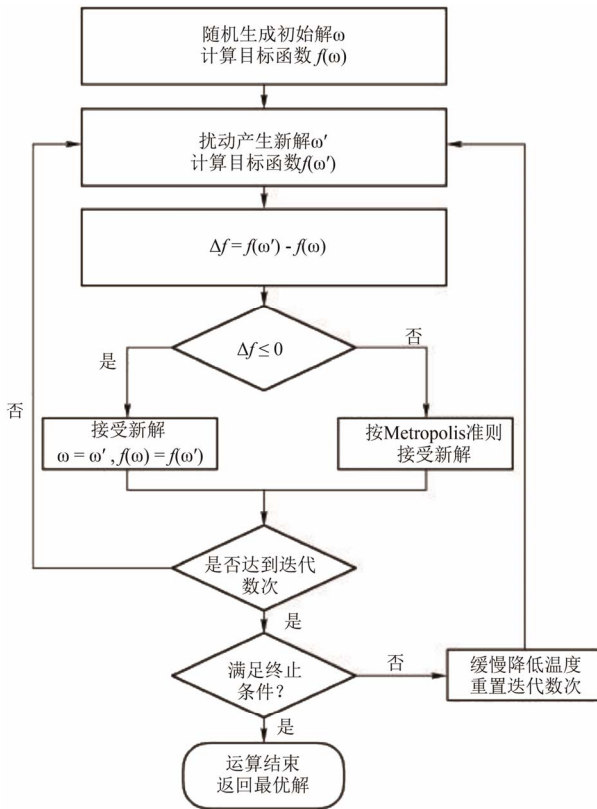 随机生成初始解ω
计算目标函数 f(ω)
扰动产生新解ω′
计算目标函数f(ω′)
Δf = f(ω′) - f(ω)
Δf ≤ 0
是
否
否
接受新解
ω = ω′ , f(ω) = f(ω′)
按Metropolis准则
接受新解
是否达到迭代
数次
是
满足终止
条件?
否
缓慢降低温度
重置迭代数次
是
运算结束
返回最优解